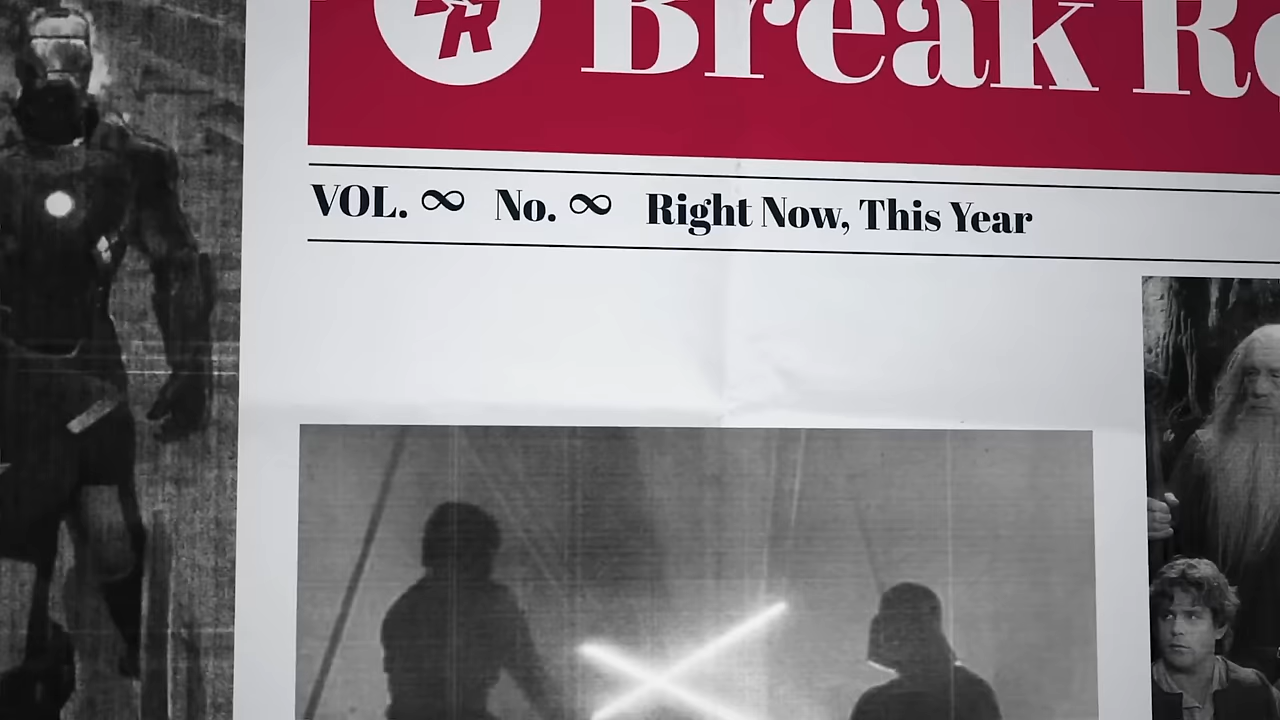 R
Break R
VOL. ∞ No. ∞ Right Now, This Year